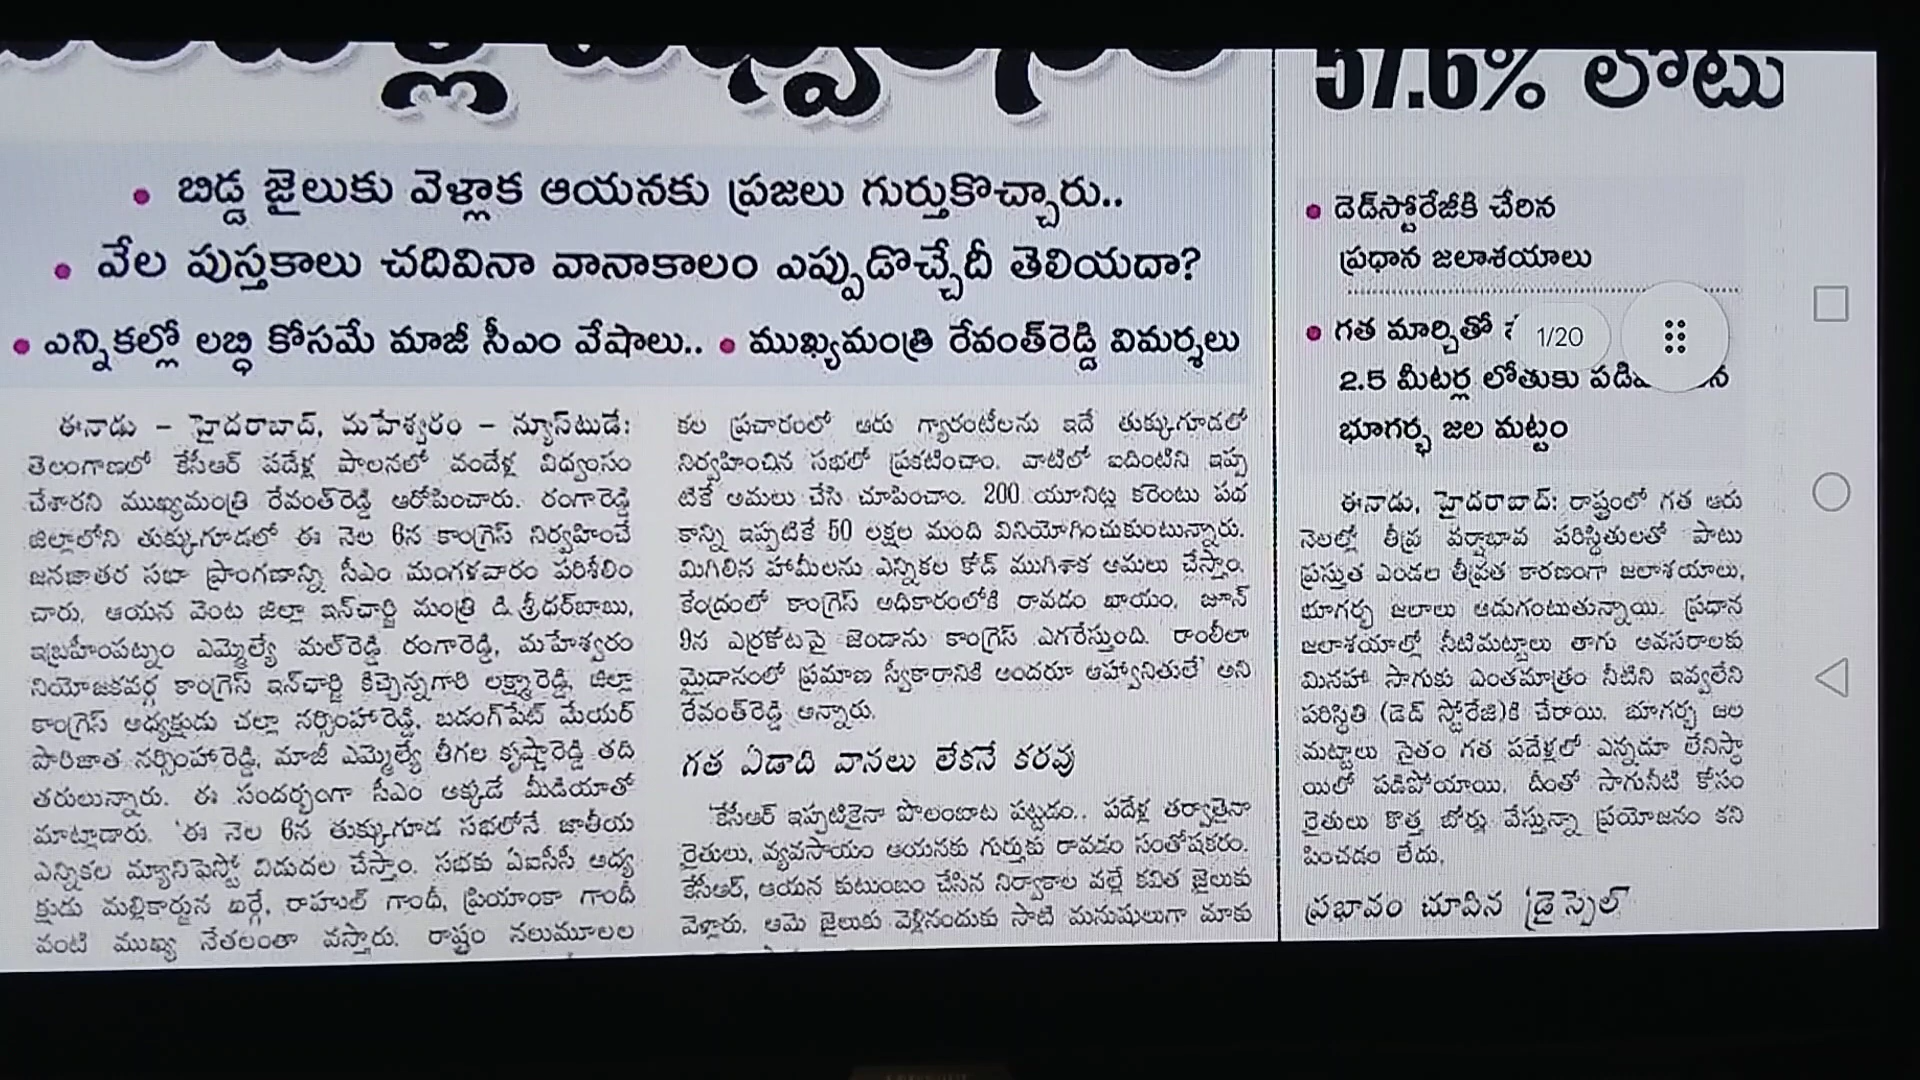 57.6% లోటు
• బిడ్డ జైలుకు వెళ్లాక ఆయనకు ప్రజలు గుర్తుకొచ్చారు..
• వేల పుస్తకాలు చదివినా వానాకాలం ఎప్పుడొచ్చేదీ తెలియదా?
• ఎన్నికల్లో లబ్ధి కోసమే మాజీ సీఎం వేషాలు.. • ముఖ్యమంత్రి రేవంత్‌రెడ్డి విమర్శలు
ఈనాడు – హైదరాబాద్, మహేశ్వరం – న్యూస్‌టుడే:
తెలంగాణలో కేసీఆర్ పదేళ్ల పాలనలో వందేళ్ల విధ్వంసం
చేశారని ముఖ్యమంత్రి రేవంత్‌రెడ్డి ఆరోపించారు. రంగారెడ్డి
జిల్లాలోని తుక్కుగూడలో ఈ నెల 6న కాంగ్రెస్ నిర్వహించే
జనజాతర సభా ప్రాంగణాన్ని సీఎం మంగళవారం పరిశీలిం
చారు. ఆయన వెంట జిల్లా ఇన్‌ఛార్జి మంత్రి డి.శ్రీధర్‌బాబు,
ఇబ్రహీంపట్నం ఎమ్మెల్యే మల్‌రెడ్డి రంగారెడ్డి, మహేశ్వరం
నియోజకవర్గ కాంగ్రెస్ ఇన్‌ఛార్జి కిచ్చెన్నగారి లక్ష్మారెడ్డి, జిల్లా
కాంగ్రెస్ అధ్యక్షుడు చల్లా నర్సింహారెడ్డి, బడంగ్‌పేట్ మేయర్
పారిజాత నర్సింహారెడ్డి, మాజీ ఎమ్మెల్యే తీగల కృష్ణారెడ్డి తది
తరులున్నారు. ఈ సందర్భంగా సీఎం అక్కడే మీడియాతో
మాట్లాడారు. 'ఈ నెల 6న తుక్కుగూడ సభలోనే జాతీయ
ఎన్నికల మ్యానిఫెస్టో విడుదల చేస్తాం. సభకు ఏఐసీసీ అధ్య
క్షుడు మల్లికార్జున ఖర్గే, రాహుల్ గాంధీ, ప్రియాంకా గాంధీ
వంటి ముఖ్య నేతలంతా వస్తారు. రాష్ట్రం నలుమూలల
కల ప్రచారంలో ఆరు గ్యారంటీలను ఇదే తుక్కుగూడలో
నిర్వహించిన సభలో ప్రకటించాం. వాటిలో ఐదింటిని ఇప్ప
టికే అమలు చేసి చూపించాం. 200 యూనిట్ల కరెంటు పథ
కాన్ని ఇప్పటికే 50 లక్షల మంది వినియోగించుకుంటున్నారు.
మిగిలిన హామీలను ఎన్నికల కోడ్ ముగిశాక అమలు చేస్తాం.
కేంద్రంలో కాంగ్రెస్ అధికారంలోకి రావడం ఖాయం. జూన్
9న ఎర్రకోటపై జెండాను కాంగ్రెస్ ఎగరేస్తుంది. రాంలీలా
మైదానంలో ప్రమాణ స్వీకారానికి అందరూ ఆహ్వానితులే' అని
రేవంత్‌రెడ్డి అన్నారు.
గత ఏడాది వానలు లేకనే కరవు
'కేసీఆర్ ఇప్పటికైనా పొలంబాట పట్టడం.. పదేళ్ల తర్వాతైనా
రైతులు, వ్యవసాయం ఆయనకు గుర్తుకు రావడం సంతోషకరం.
కేసీఆర్, ఆయన కుటుంబం చేసిన నిర్వాకాల వల్లే కవిత జైలుకు
వెళ్లారు. ఆమె జైలుకు వెళ్లినందుకు సాటి మనుషులుగా మాకు
• డెడ్‌స్టోరేజీకి చేరిన
ప్రధాన జలాశయాలు
• గత మార్చితో
1/20
2.5 మీటర్ల లోతుకు
భూగర్భ జల మట్టం
ఈనాడు, హైదరాబాద్: రాష్ట్రంలో గత ఆరు
నెలల్లో తీవ్ర వర్షాభావ పరిస్థితులతో పాటు
ప్రస్తుత ఎండల తీవ్రత కారణంగా జలాశయాలు,
భూగర్భ జలాలు అడుగంటుతున్నాయి. ప్రధాన
జలాశయాల్లో నీటిమట్టాలు తాగు అవసరాలకు
మినహా సాగుకు ఎంతమాత్రం నీటిని ఇవ్వలేని
పరిస్థితి (డెడ్ స్టోరేజి)కి చేరాయి. భూగర్భ జల
మట్టాలు సైతం గత పదేళ్లలో ఎన్నడూ లేనిస్థా
యిలో పడిపోయాయి. దీంతో సాగునీటి కోసం
రైతులు కొత్త బోర్లు వేస్తున్నా ప్రయోజనం కని
పించడం లేదు.
ప్రభావం చూపిన 'డ్రై స్పెల్'